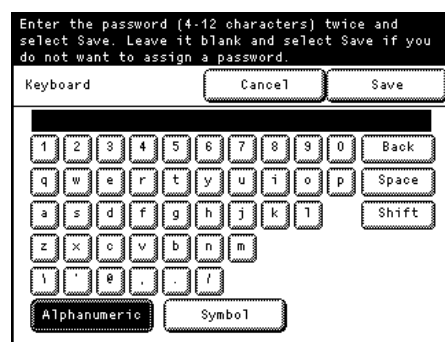 Enter the password (4-12 characters) twice and
select Save. Leave it blank and select Save if you
do not want to assign a password.
Keyboard Cancel Save
1 2 3 4 5 6 7 8 9 0 Back
q w e r t y u i o p Space
a s d f g h j k l Shift
z x c v b n m
\ ' @ , . /
Alphanumeric Symbol